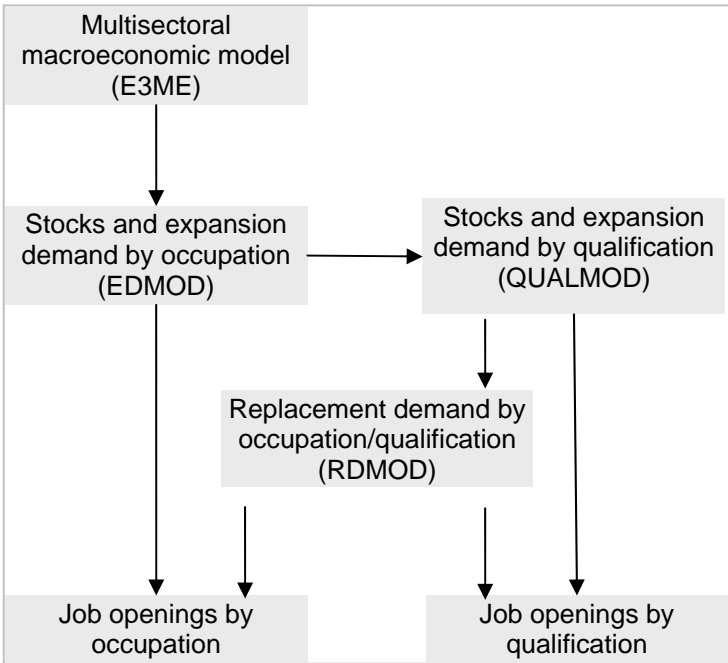 Multisectoral
macroeconomic model
(E3ME)
Stocks and expansion
demand by occupation
(EDMOD)
Stocks and expansion
demand by qualification
(QUALMOD)
Replacement demand by
occupation/qualification
(RDMOD)
Job openings by
occupation
Job openings by
qualification